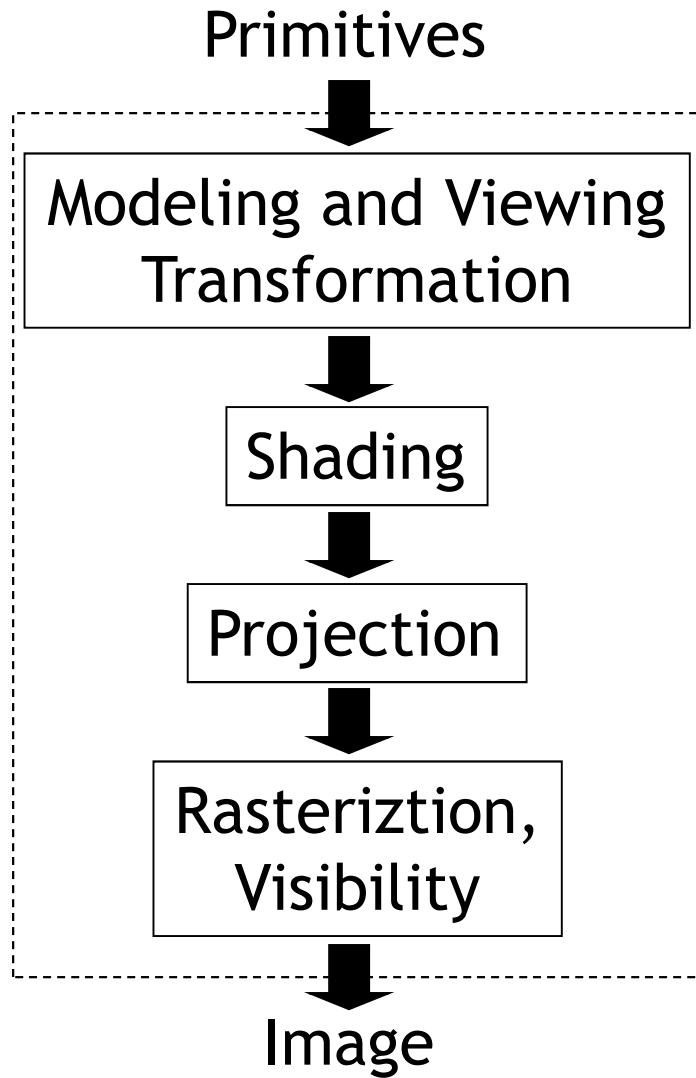 Primitives
Modeling and Viewing
Transformation
Shading
Projection
Rasteriztion,
Visibility
Image